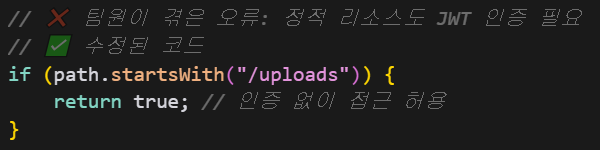 // ❌ 팀원이 겪은 오류: 정적 리소스도 JWT 인증 필요
// ✅ 수정된 코드
if (path.startsWith("/uploads")) {
    return true; // 인증 없이 접근 허용
}